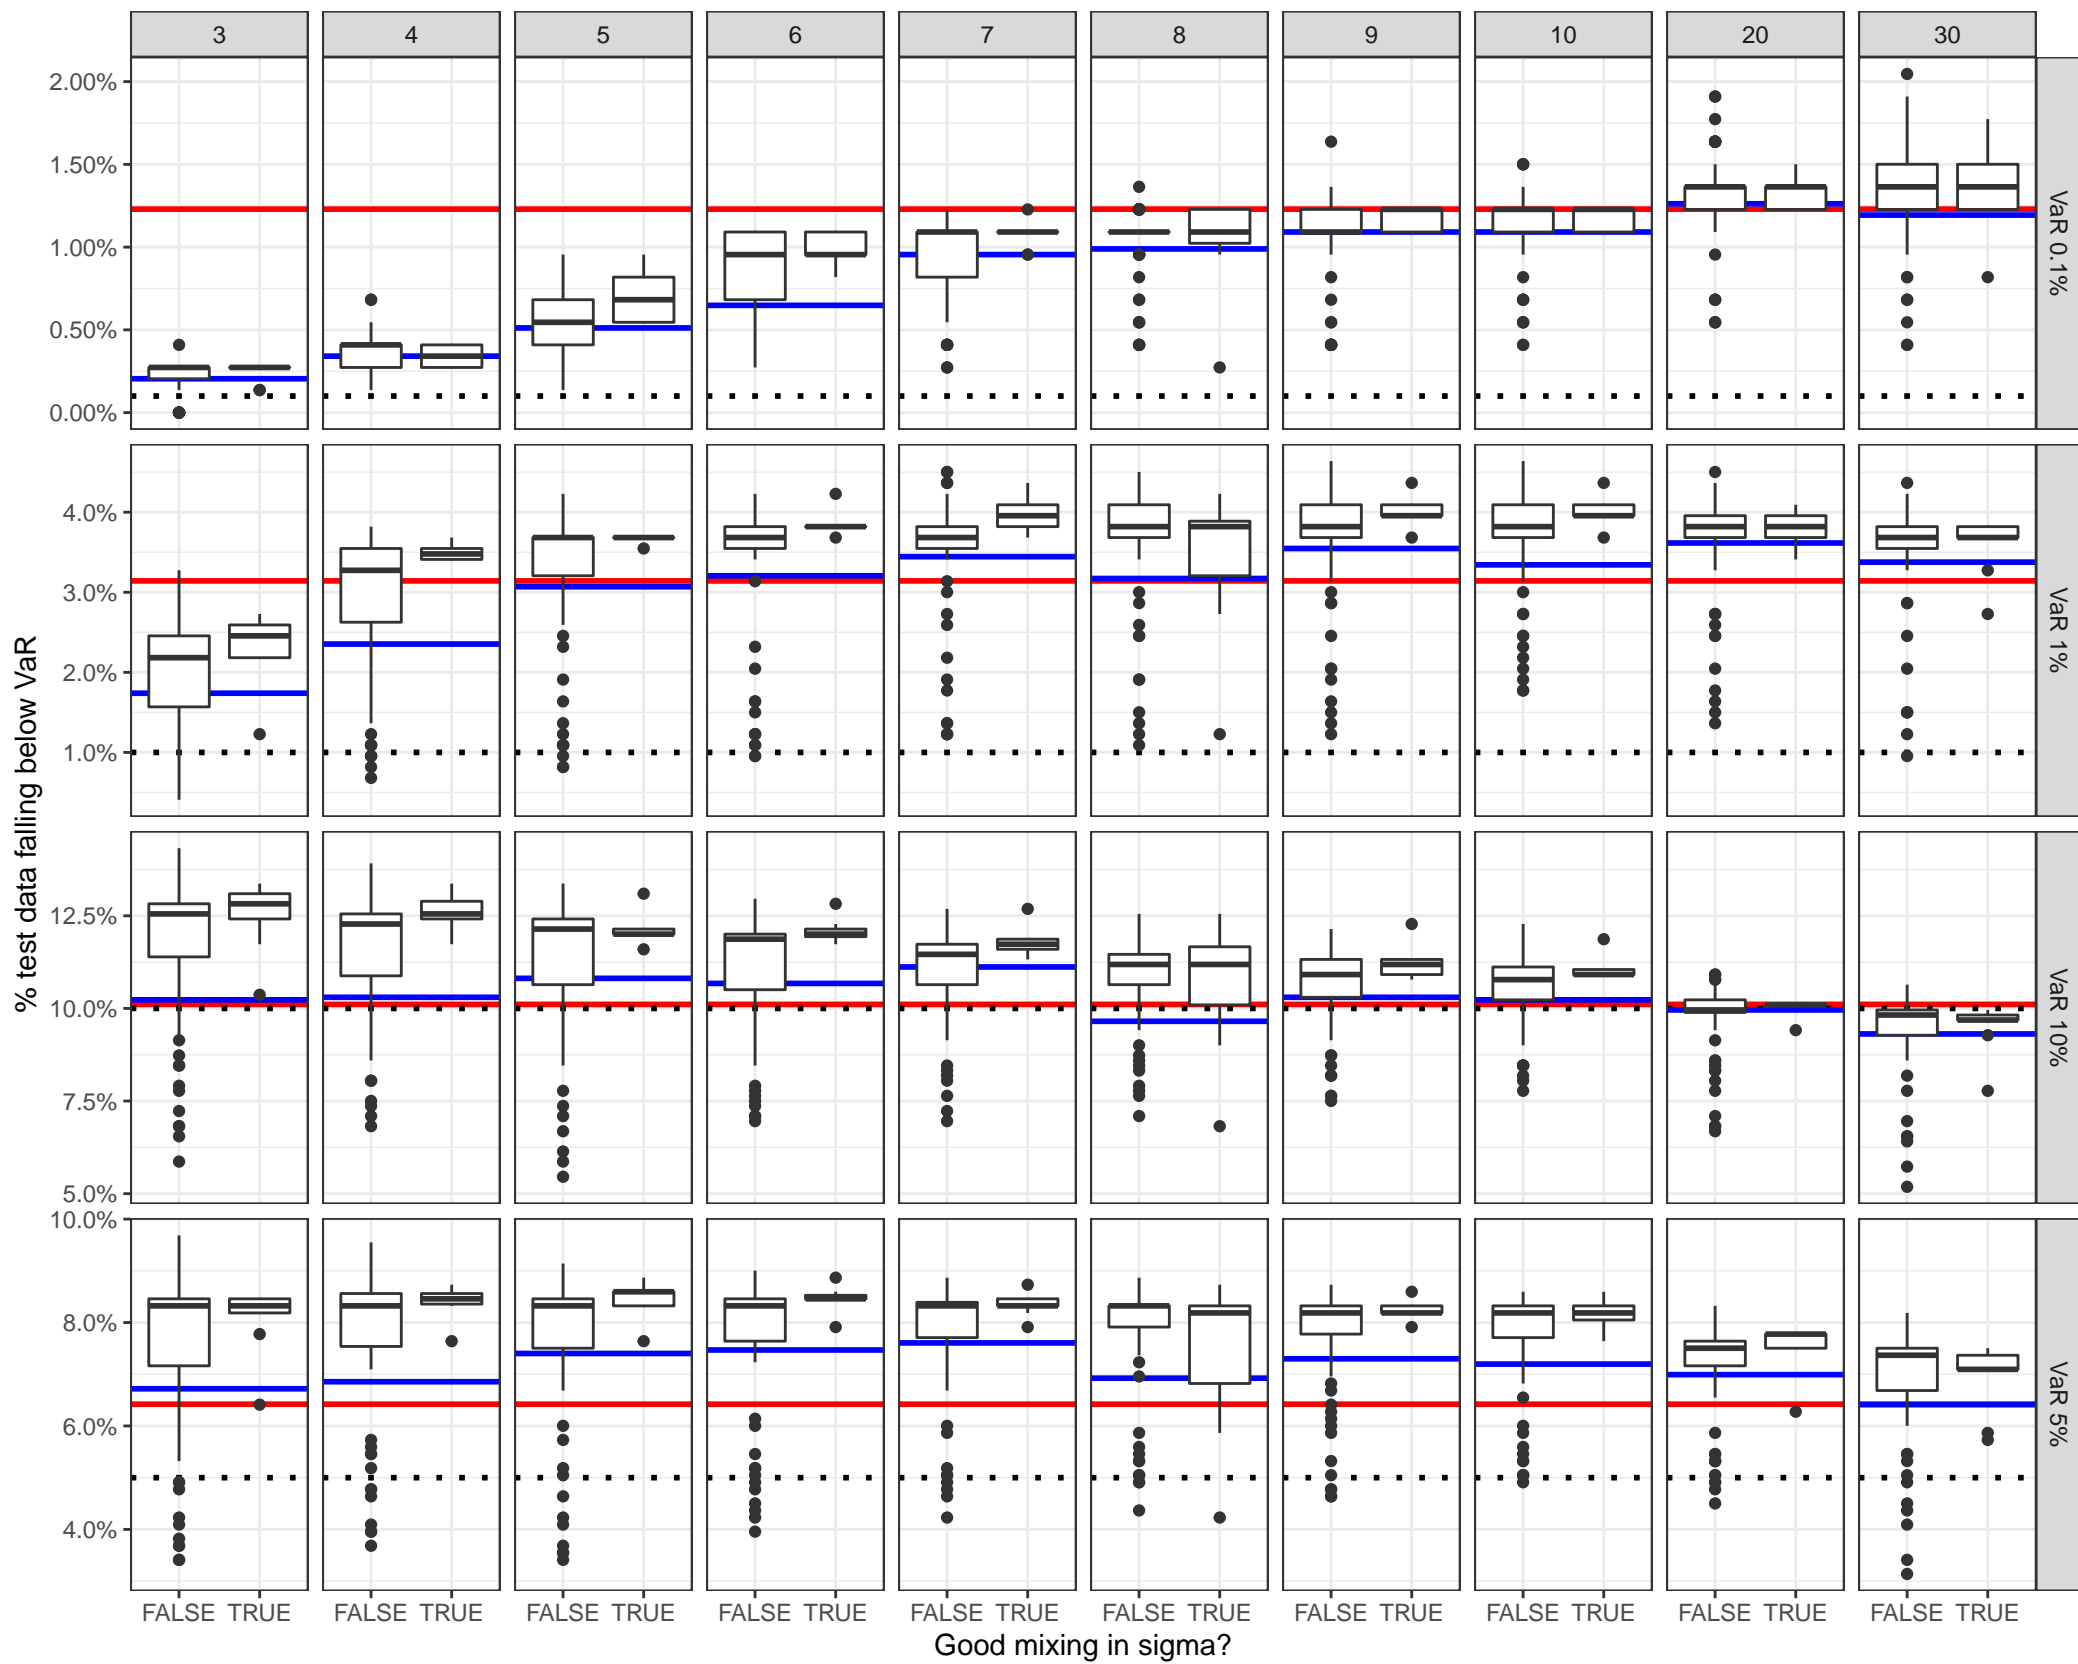 3 4 5 6 7 8 9 10 20 30
2.00%
1.50%
1.00%
0.50%
0.00%
VaR 0.1%
4.0%
3.0%
2.0%
1.0%
VaR 1%
12.5%
10.0%
7.5%
5.0%
VaR 10%
10.0%
8.0%
6.0%
4.0%
VaR 5%
% test data falling below VaR
FALSE TRUE FALSE TRUE FALSE TRUE FALSE TRUE FALSE TRUE FALSE TRUE FALSE TRUE FALSE TRUE FALSE TRUE FALSE TRUE
Good mixing in sigma?